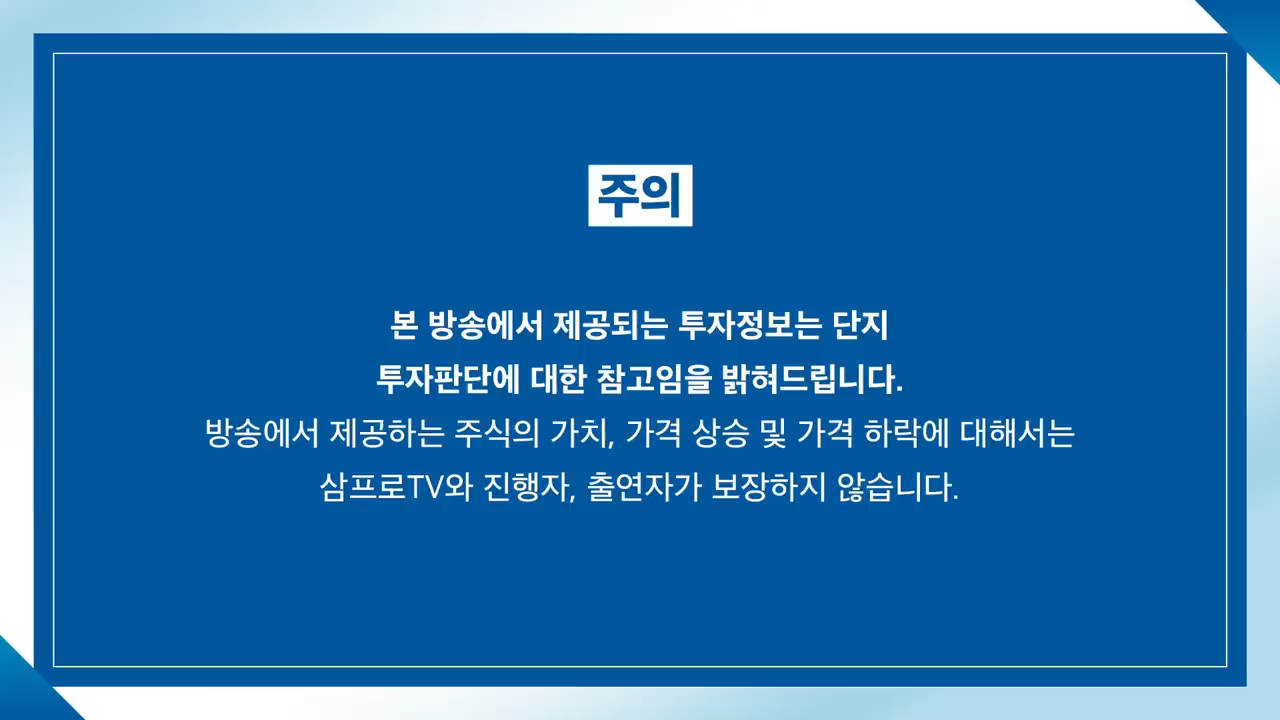 주의
본 방송에서 제공되는 투자정보는 단지
투자판단에 대한 참고임을 밝혀드립니다.
방송에서 제공하는 주식의 가치, 가격 상승 및 가격 하락에 대해서는
삼프로TV와 진행자, 출연자가 보장하지 않습니다.